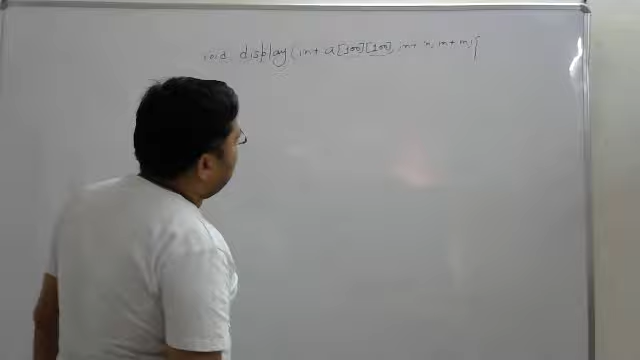 void display(int a[100][100], int n, int m){